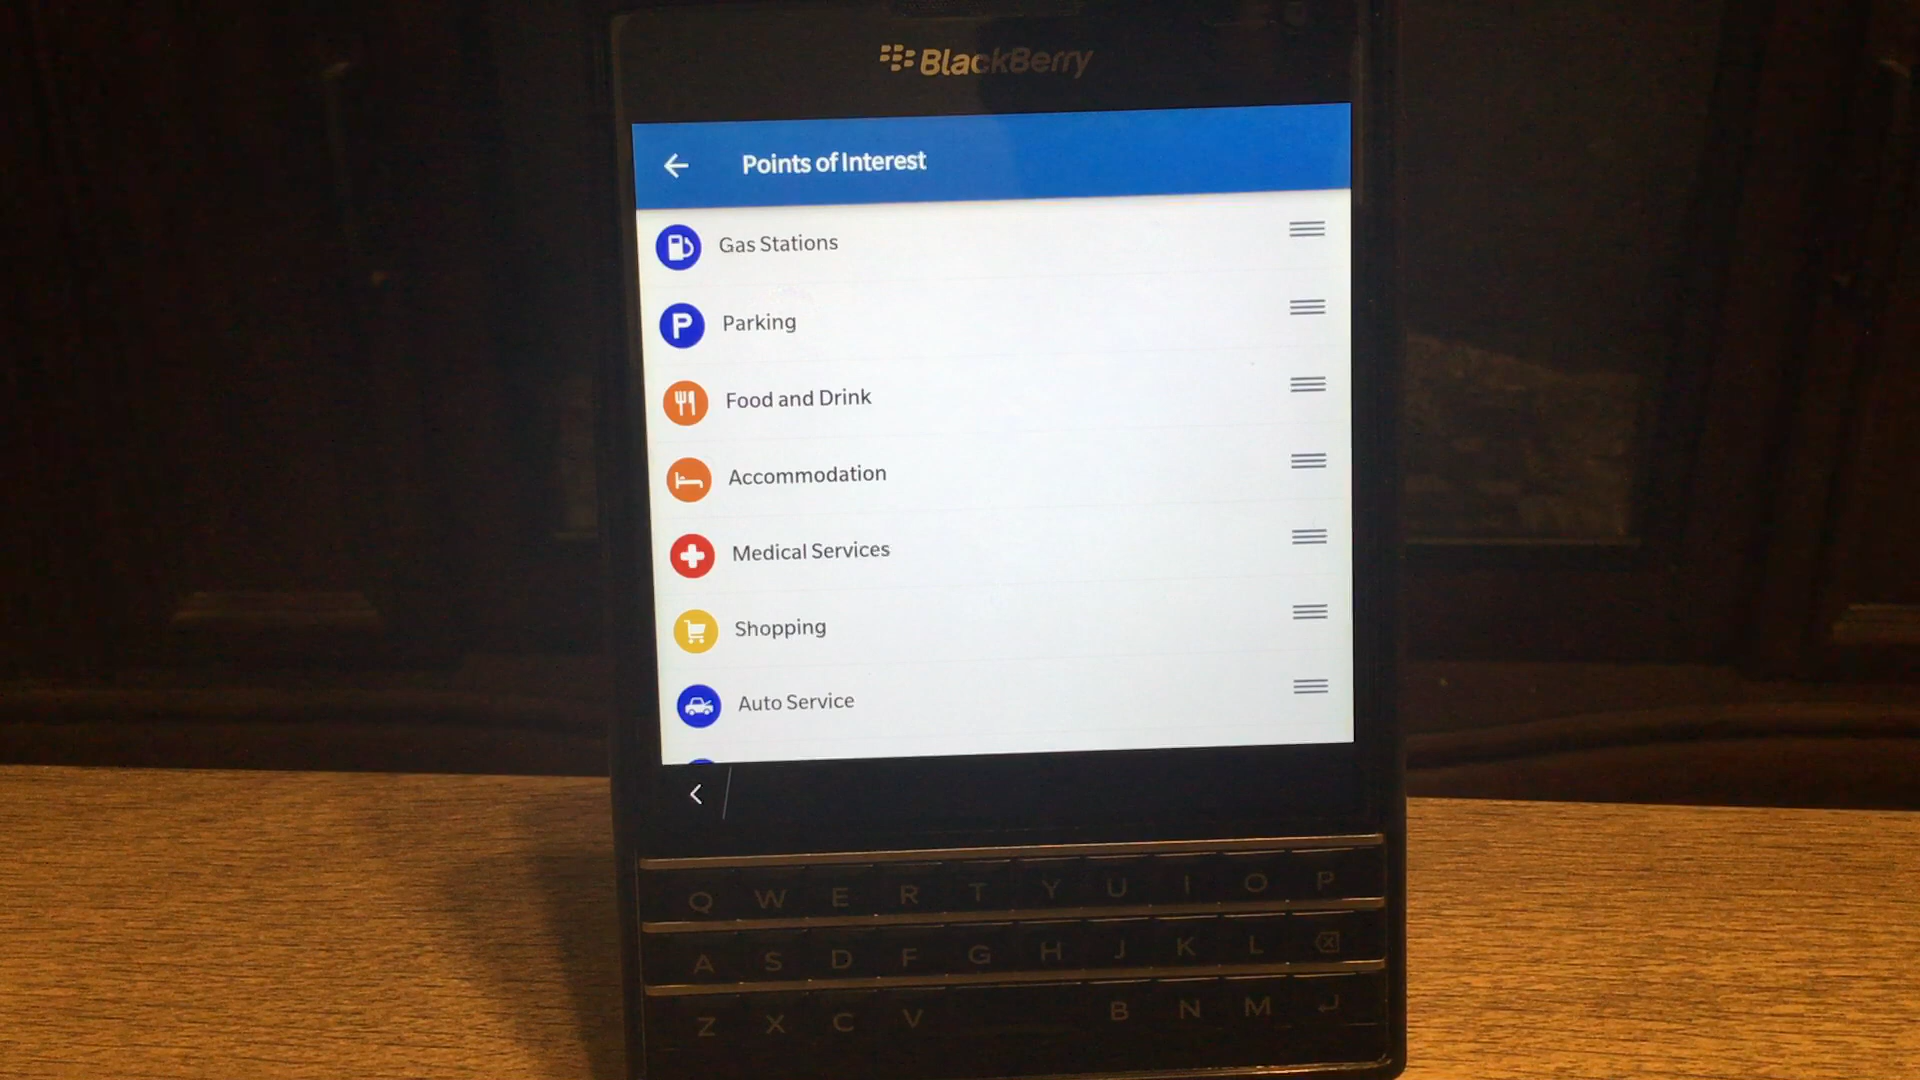 BlackBerry
Points of Interest
Gas Stations
P Parking
Food and Drink
Accommodation
Medical Services
Shopping
Auto Service
Q W E R T Y U I O P
A S D F G H J K L
Z X C V B N M